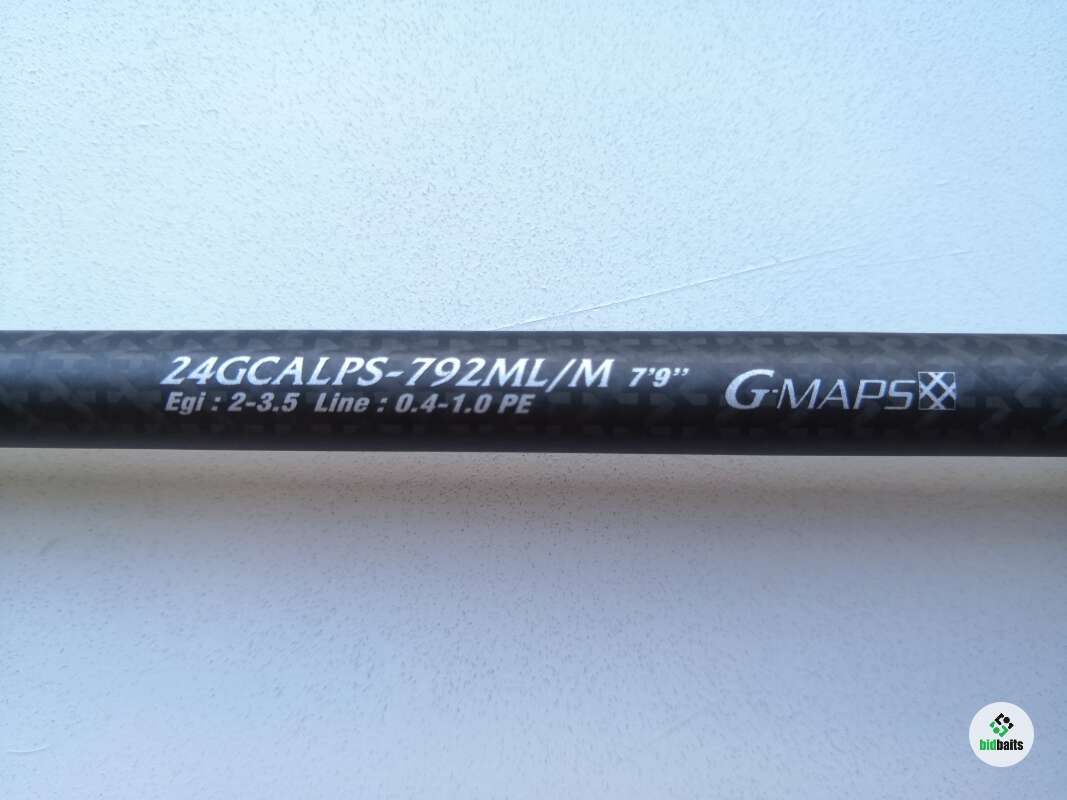 24GCALPS-792ML/M 7'9"
Egi : 2-3.5 Line : 0.4-1.0 PE
G-MAPS
bidbaits